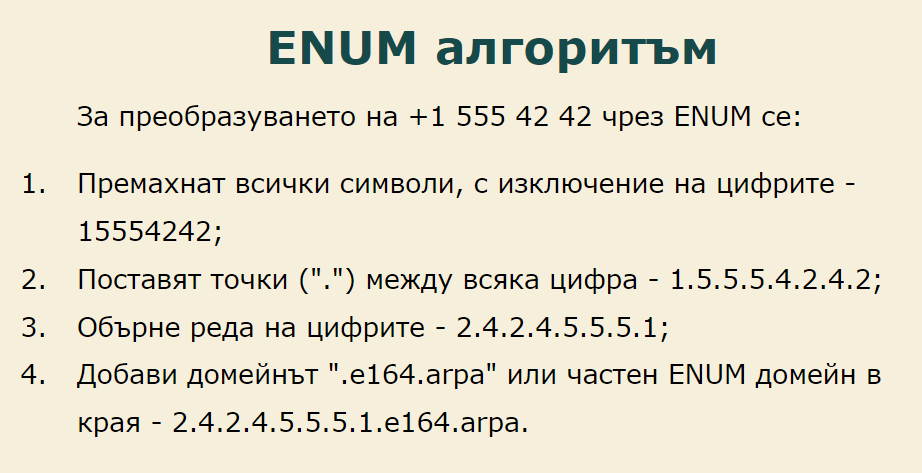 ENUM алгоритъм
За преобразуването на +1 555 42 42 чрез ENUM се:
1. Премахнат всички символи, с изключение на цифрите -
15554242;
2. Поставят точки (".") между всяка цифра - 1.5.5.5.4.2.4.2;
3. Обърне реда на цифрите - 2.4.2.4.5.5.5.1;
4. Добави домейнът ".e164.arpa" или частен ENUM домейн в
края - 2.4.2.4.5.5.5.1.e164.arpa.